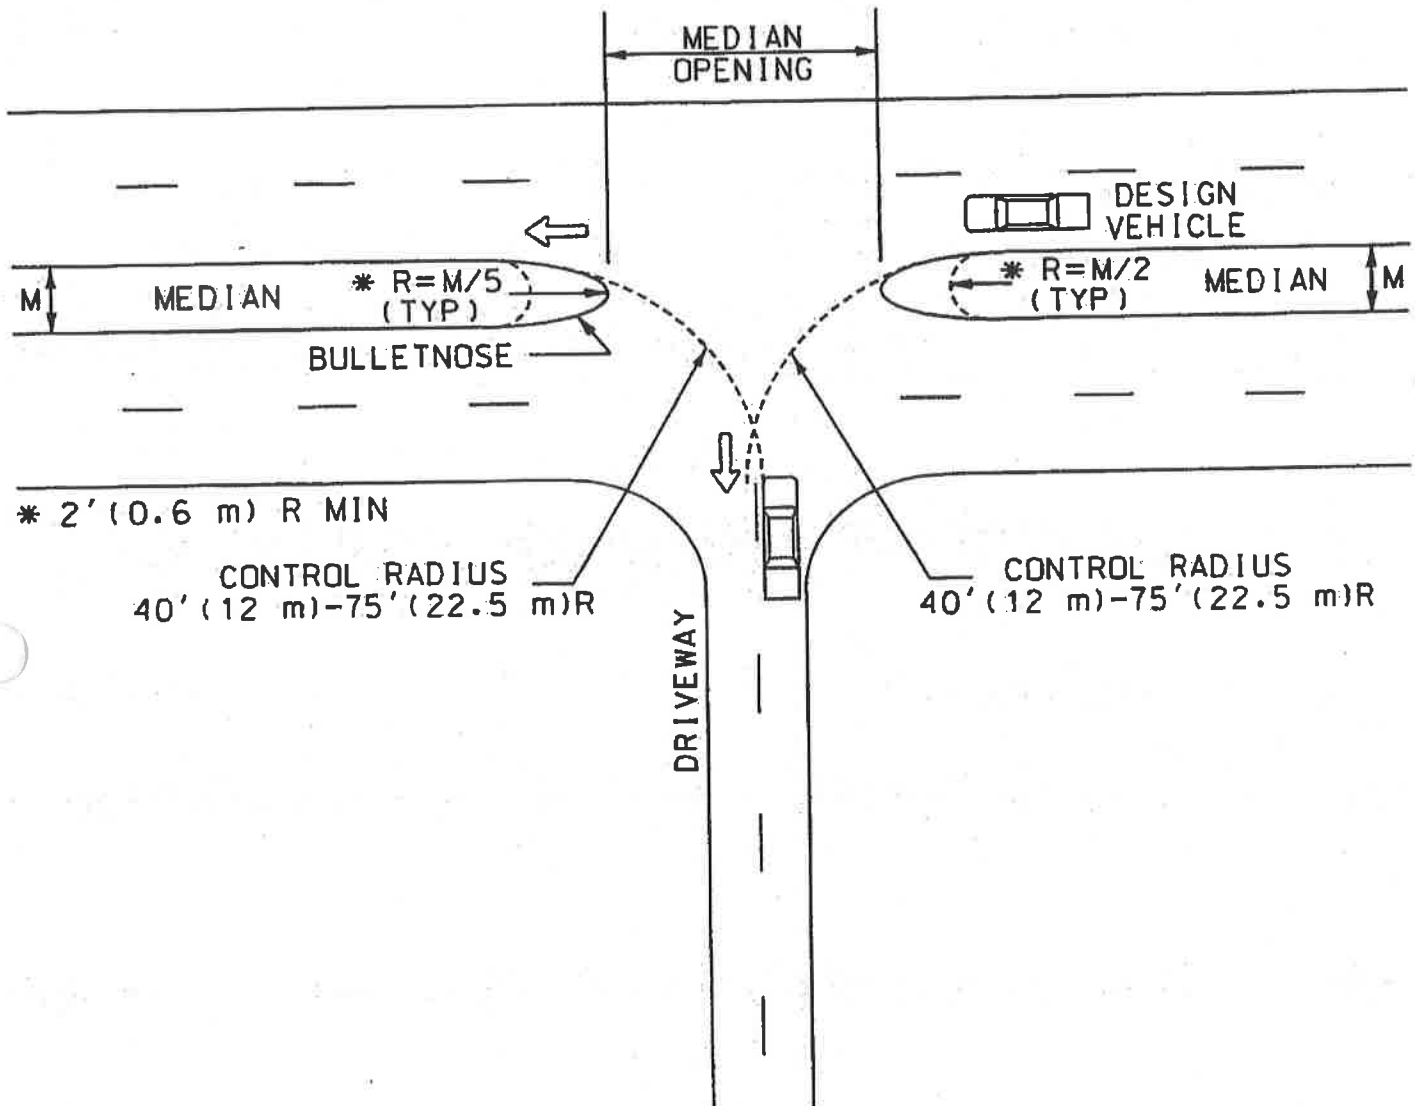 MEDIAN
OPENING
DESIGN
VEHICLE
M
MEDIAN
* R=M/5
(TYP)
* R=M/2
(TYP)
MEDIAN
M
BULLETNOSE
* 2'(0.6 m) R MIN
CONTROL RADIUS
40'(12 m)-75'(22.5 m)R
CONTROL RADIUS
40'(12 m)-75'(22.5 m)R
DRIVEWAY